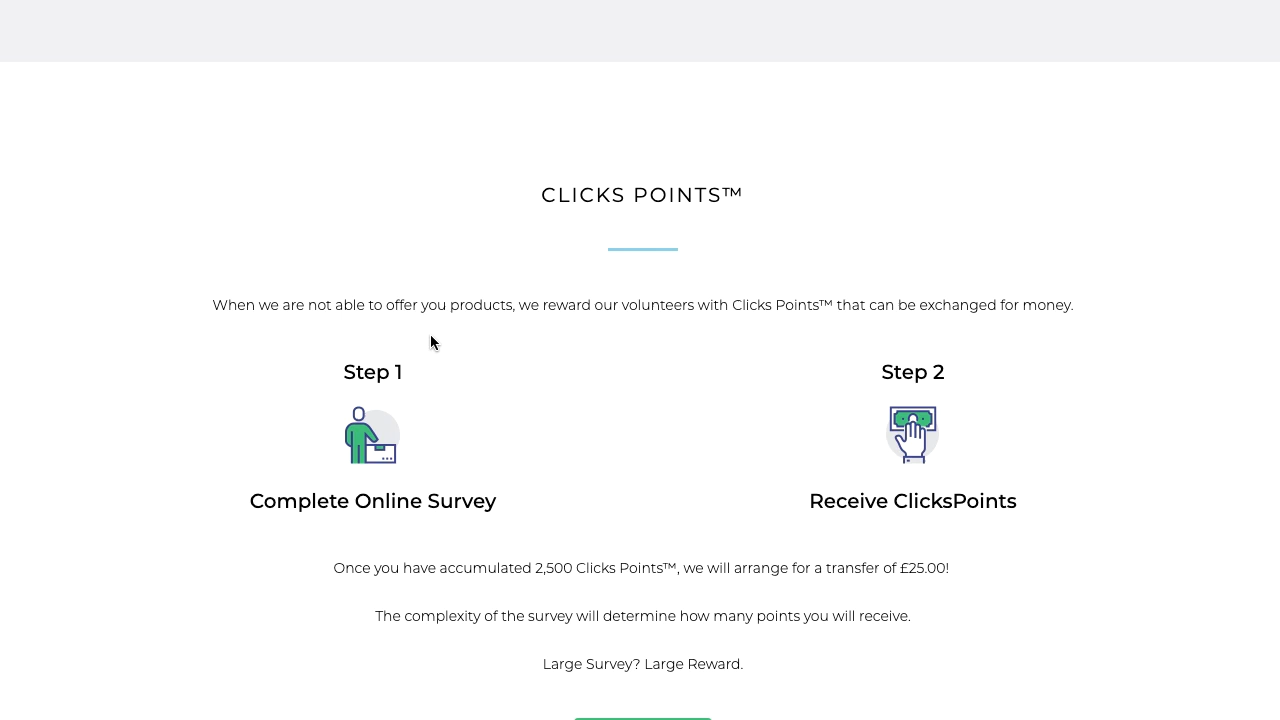 CLICKS POINTS™
When we are not able to offer you products, we reward our volunteers with Clicks Points™ that can be exchanged for money.
Step 1
Step 2
Complete Online Survey
Receive ClicksPoints
Once you have accumulated 2,500 Clicks Points™, we will arrange for a transfer of £25.00!
The complexity of the survey will determine how many points you will receive.
Large Survey? Large Reward.